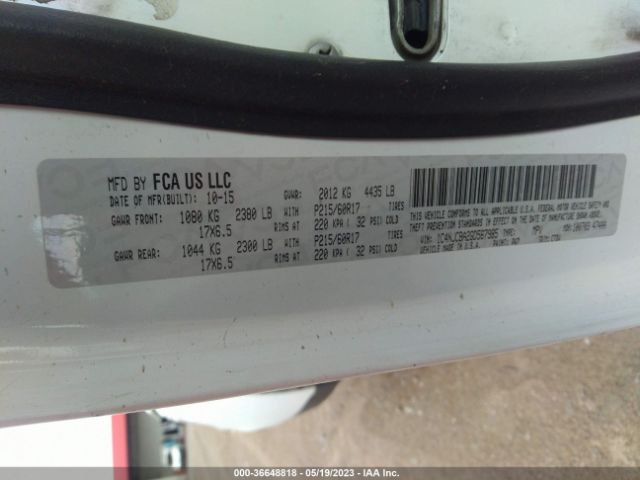 MFD BY FCA US LLC
DATE OF MFR(BUILT): 10-15 GVWR: 2012 KG 4435 LB
GAWR FRONT: 1080 KG 2380 LB WITH P215/60R17 TIRES
17X6.5 RIMS AT 220 KPA ( 32 PSI) COLD
GAWR REAR: 1044 KG 2300 LB WITH P215/60R17 TIRES
17X6.5 RIMS AT 220 KPA ( 32 PSI) COLD
THIS VEHICLE CONFORMS TO ALL APPLICABLE U.S.A. FEDERAL MOTOR VEHICLE SAFETY AND
THEFT PREVENTION STANDARDS IN EFFECT ON THE DATE OF MANUFACTURE SHOWN ABOVE.
VIN: TYPE: MPV
PAINT: PW7
000-36648818 - 05/19/2023 - IAA Inc.